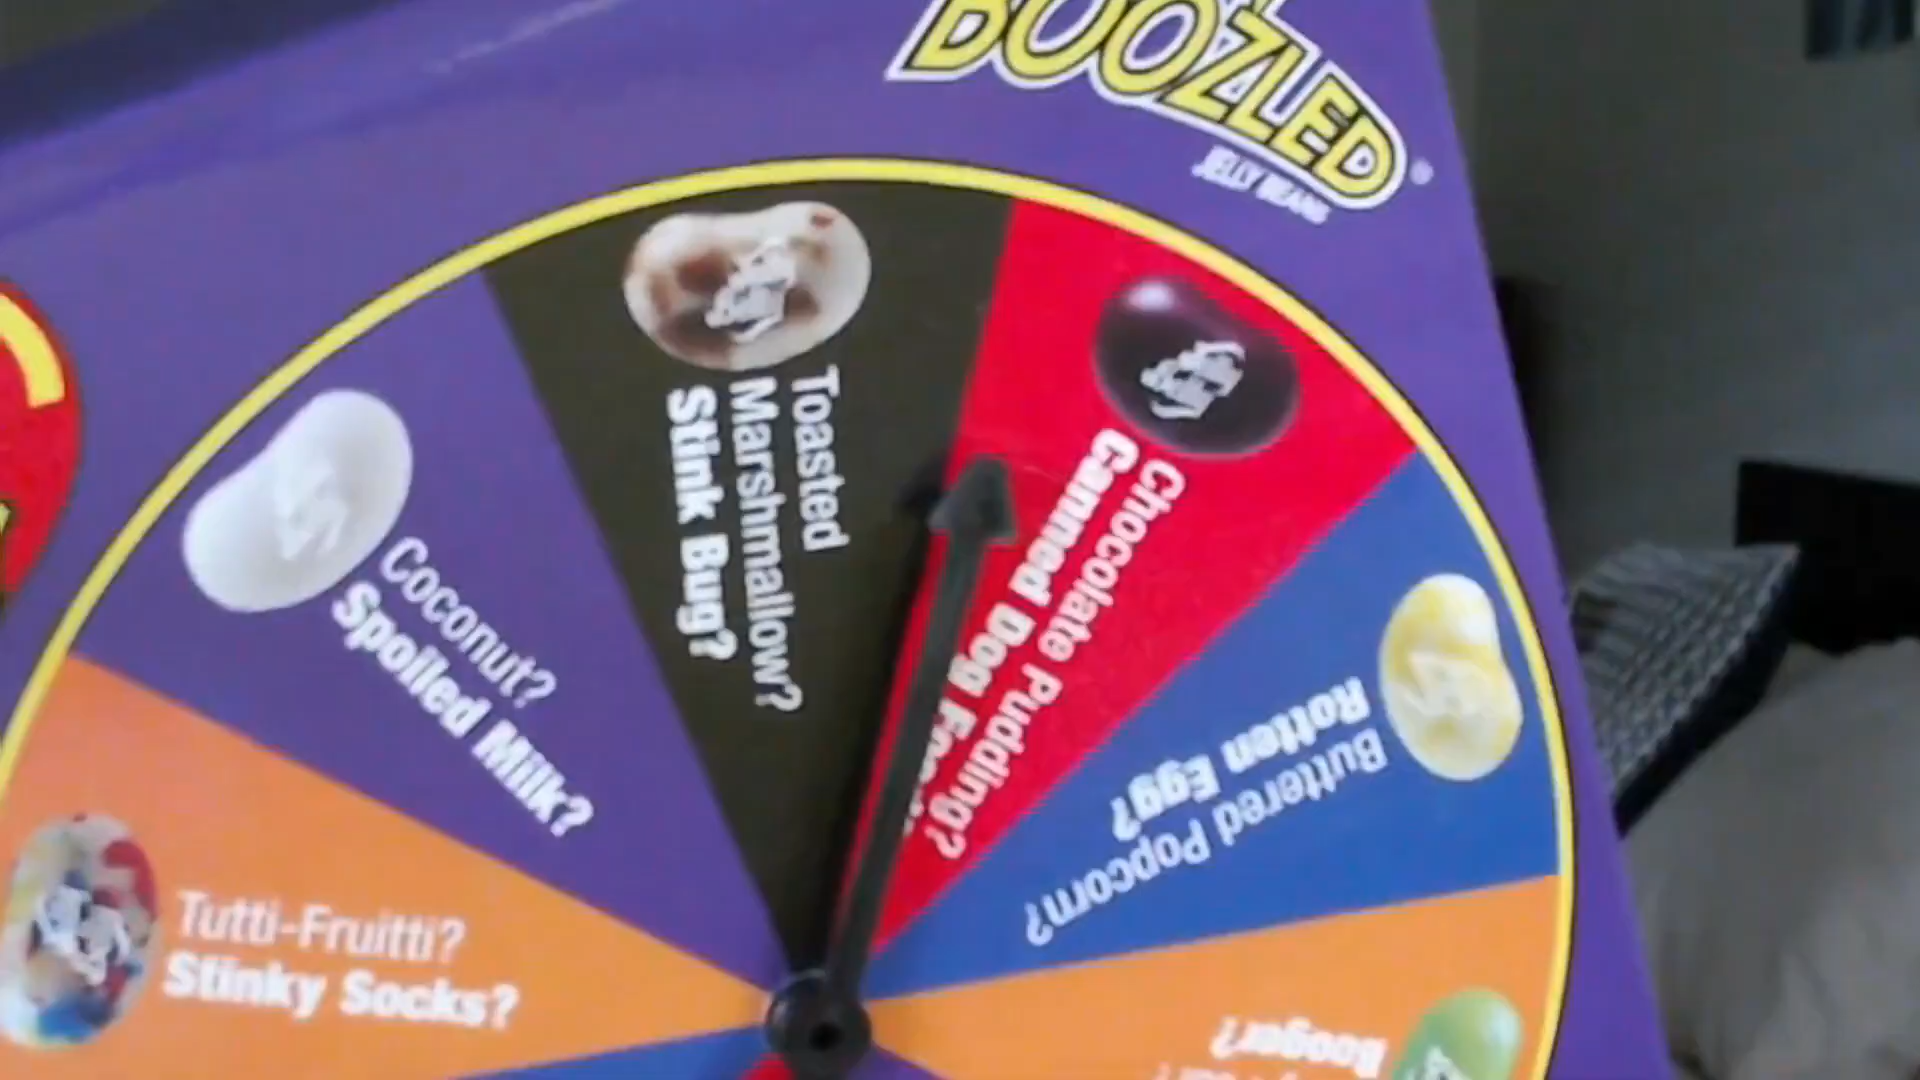 BOOZLED
JELLY BEANS
Toasted
Marshmallow?
Stink Bug?
Chocolate Pudding?
Canned Dog
Coconut?
Spoiled Milk?
Buttered Popcorn?
Rotten Egg?
Tutti-Fruitti?
Stinky Socks?
Booger?